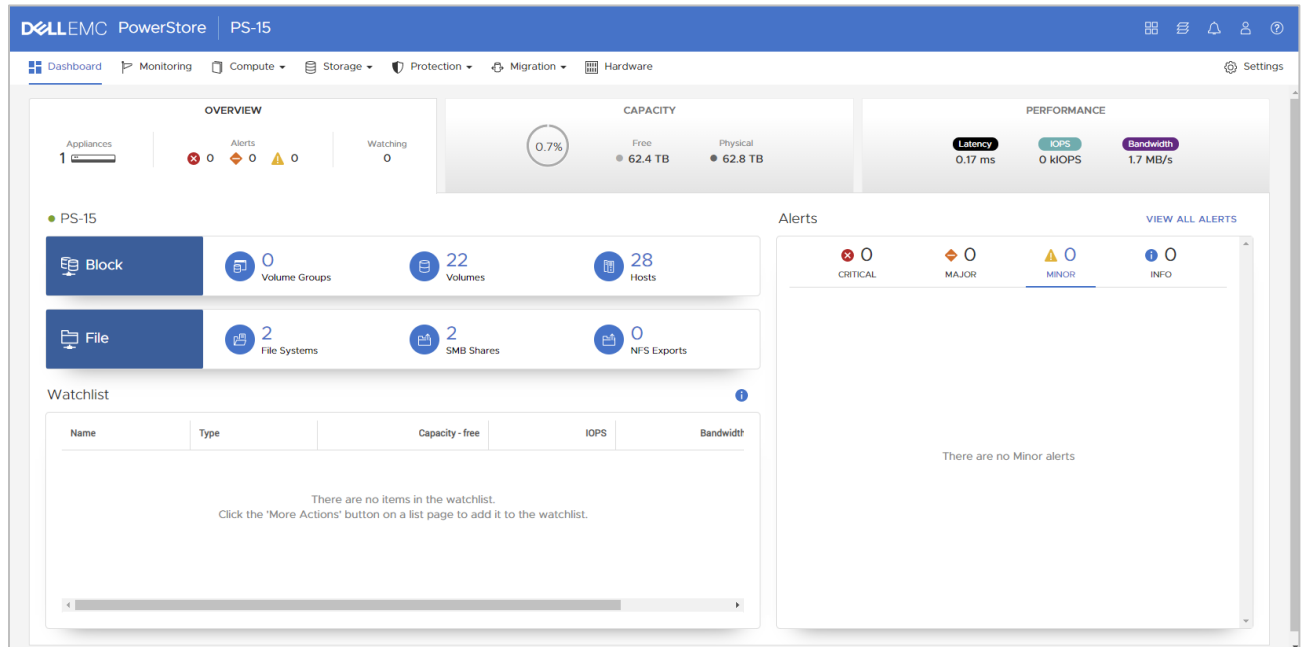 DELLEMC PowerStore PS-15
Dashboard Monitoring Compute Storage Protection Migration Hardware Settings
OVERVIEW
Appliances Alerts Watching
1 0 0 0 0
CAPACITY
0.7% Free Physical
62.4 TB 62.8 TB
PERFORMANCE
Latency IOPS Bandwidth
0.17 ms 0 kIOPS 1.7 MB/s
PS-15
Block
0 22 28
Volume Groups Volumes Hosts
File
2 2 0
File Systems SMB Shares NFS Exports
Watchlist
Name Type Capacity - free IOPS Bandwidth
There are no items in the watchlist.
Click the 'More Actions' button on a list page to add it to the watchlist.
Alerts VIEW ALL ALERTS
0 0 0 0
CRITICAL MAJOR MINOR INFO
There are no Minor alerts